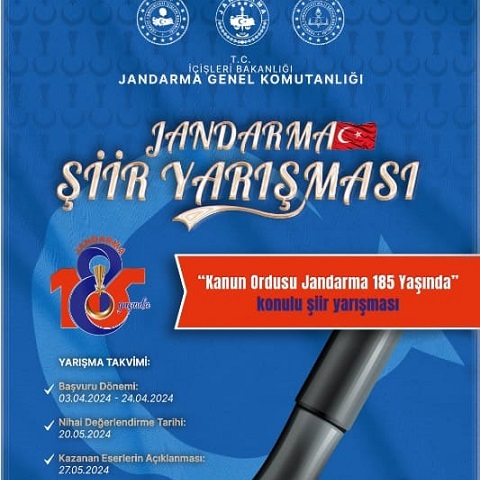 T.C.
İÇİŞLERİ BAKANLIĞI
JANDARMA GENEL KOMUTANLIĞI
JANDARMA
ŞİİR YARIŞMASI
JANDARMA
185
yaşında
“Kanun Ordusu Jandarma 185 Yaşında”
konulu şiir yarışması
YARIŞMA TAKVİMİ:
Başvuru Dönemi:
03.04.2024 - 24.04.2024
Nihai Değerlendirme Tarihi:
20.05.2024
Kazanan Eserlerin Açıklanması:
27.05.2024